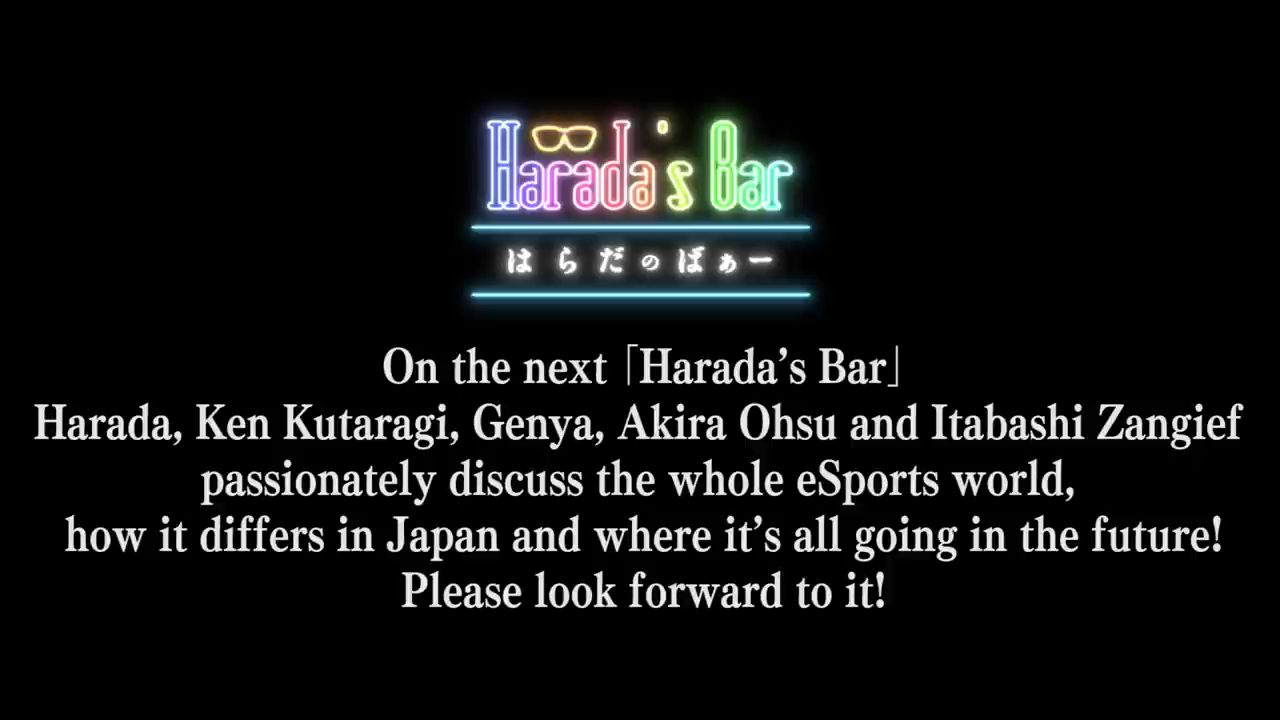 Harada's Bar
はらだのばぁー
On the next「Harada’s Bar」
Harada, Ken Kutaragi, Genya, Akira Ohsu and Itabashi Zangief
passionately discuss the whole eSports world,
how it differs in Japan and where it’s all going in the future!
Please look forward to it!